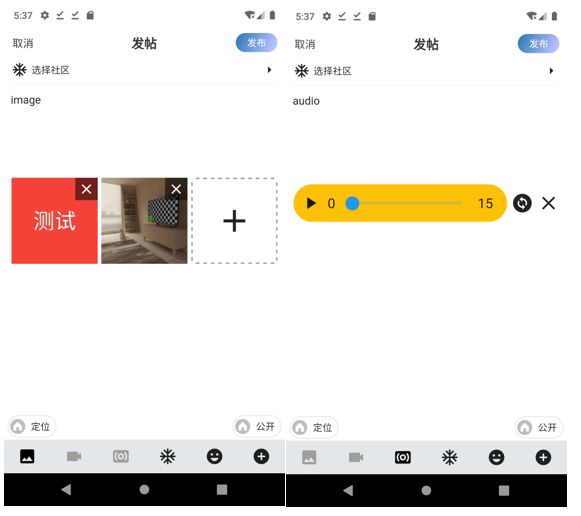 5:37
取消
发帖
发布
选择社区
image
测试
定位
公开
5:37
取消
发帖
发布
选择社区
audio
0
15
定位
公开